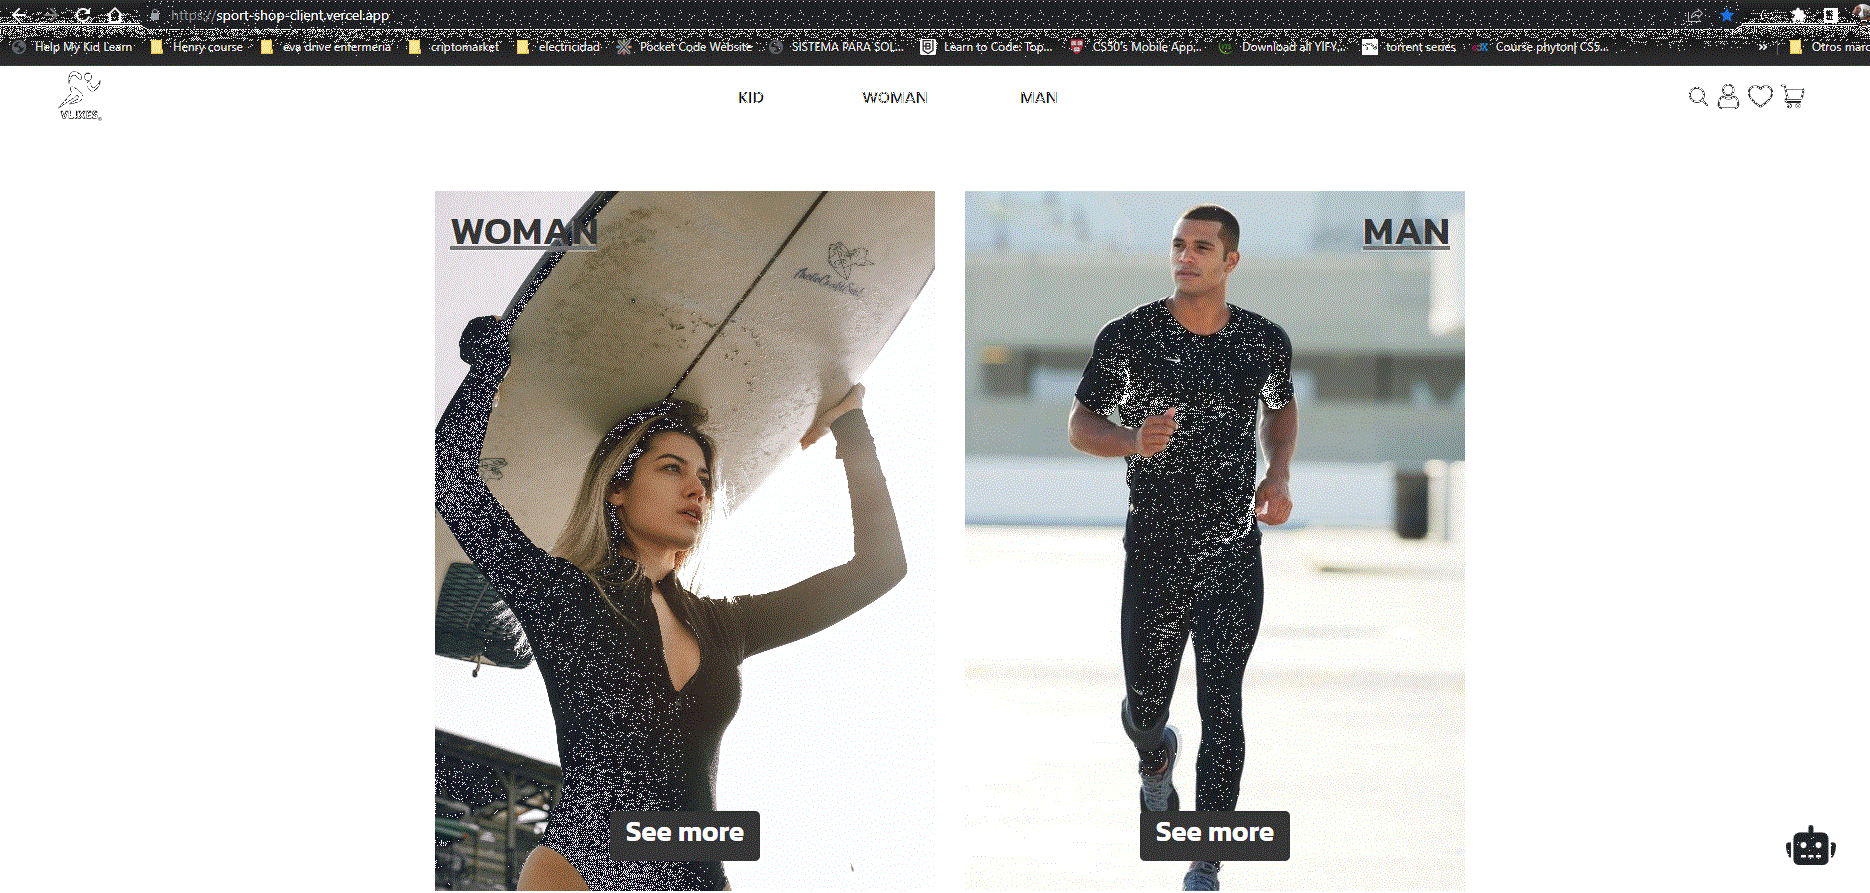 https://sport-shop-client.vercel.app
Help My Kid Learn
Henry course
eva drive enfermeria
criptomarket
electricidad
Pocket Code Website ...
SISTEMA PARA SOL...
Learn to Code: Top...
CS50's Mobile App,...
Download all YIFY...
torrent series
Course phyton| CS5...
»
Otros marc
VLIXES
KID
WOMAN
MAN
WOMAN
MAN
See more
See more